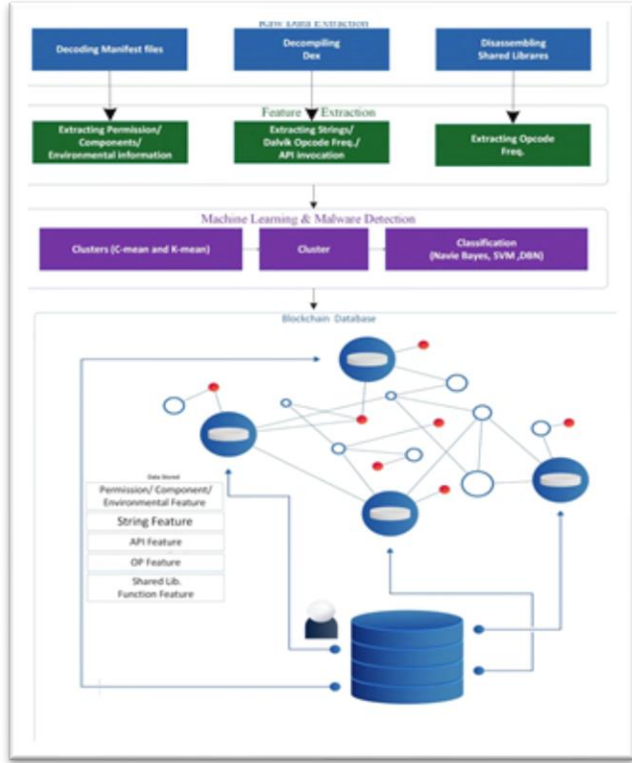 Raw Data Extraction
Decoding Manifest files
Decompiling
Dex
Disassembling
Shared Librares
Feature Extraction
Extracting Permission/
Components/
Environmental information
Extracting Strings/
Dalvik Opcode Freq./
API invocation
Extracting Opcode
Freq.
Machine Learning & Malware Detection
Clusters (C-mean and K-mean)
Cluster
Classification
(Navie Bayes, SVM ,DBN)
Blockchain Database
Data Stored
Permission/ Component/
Environmental Feature
String Feature
API Feature
OP Feature
Shared Lib.
Function Feature